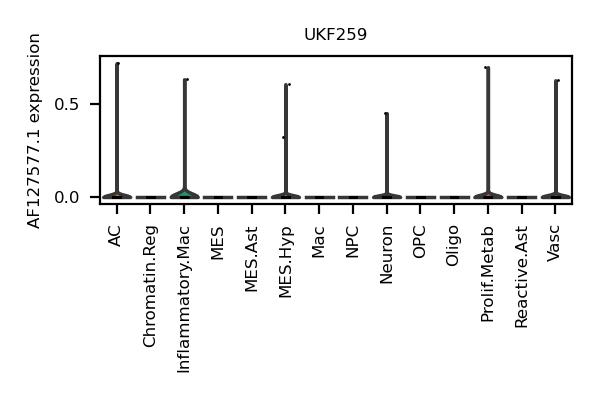 UKF259
AF127577.1 expression
0.5
0.0
AC
Chromatin.Reg
Inflammatory.Mac
MES
MES.Ast
MES.Hyp
Mac
NPC
Neuron
OPC
Oligo
Prolif.Metab
Reactive.Ast
Vasc